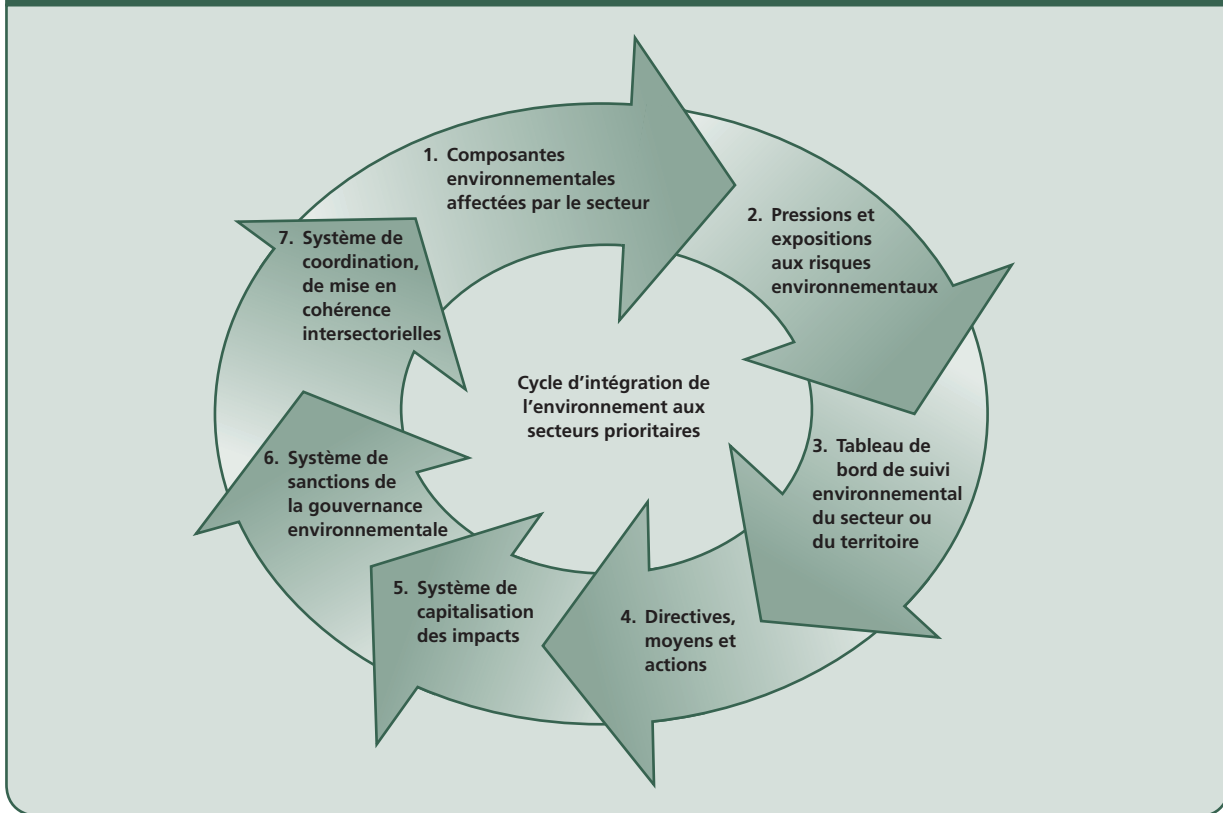 1. Composantes
environnementales
affectées par le secteur
2. Pressions et
expositions
aux risques
environnementaux
3. Tableau de
bord de suivi
environnemental
du secteur ou
du territoire
4. Directives,
moyens et
actions
5. Système de
capitalisation
des impacts
6. Système de
sanctions de
la gouvernance
environnementale
7. Système de
coordination,
de mise en
cohérence
intersectorielles
Cycle d’intégration de
l’environnement aux
secteurs prioritaires